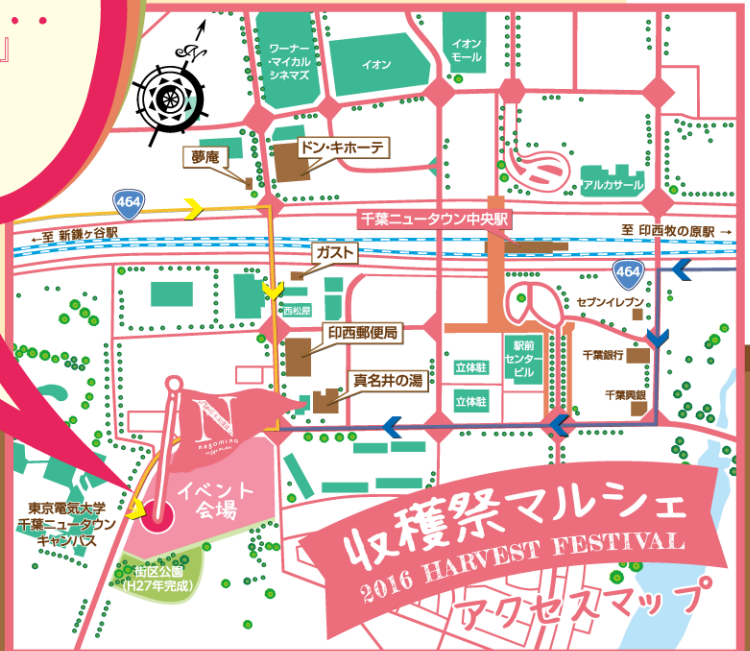 』
ワーナー
・マイカル
シネマズ
イオン
イオン
モール
夢庵
ドン・キホーテ
アルカサール
464
千葉ニュータウン中央駅
←至 新鎌ヶ谷駅
至 印西牧の原駅 →
ガスト
464
セブンイレブン
西松屋
印西郵便局
駅前
センター
ビル
千葉銀行
立体駐
真名井の湯
千葉興銀
立体駐
N
nagomino
イベント
会場
東京電気大学
千葉ニュータウン
キャンパス
街区公園
(H27年完成)
収穫祭マルシェ
2016 HARVEST FESTIVAL
アクセスマップ